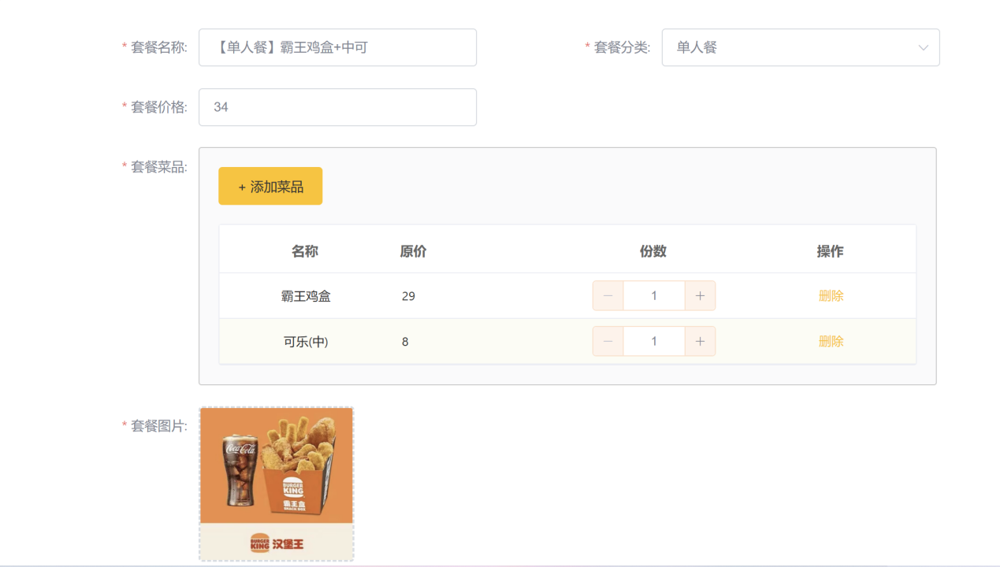 * 套餐名称: 【单人餐】霸王鸡盒+中可 * 套餐分类: 单人餐
* 套餐价格: 34
* 套餐菜品:
+ 添加菜品
名称 原价 份数 操作
霸王鸡盒 29 － 1 + 删除
可乐(中) 8 － 1 + 删除
* 套餐图片:
Coca-Cola
BURGER
KING
霸王盒
SNACK BOX
BURGER
KING 汉堡王